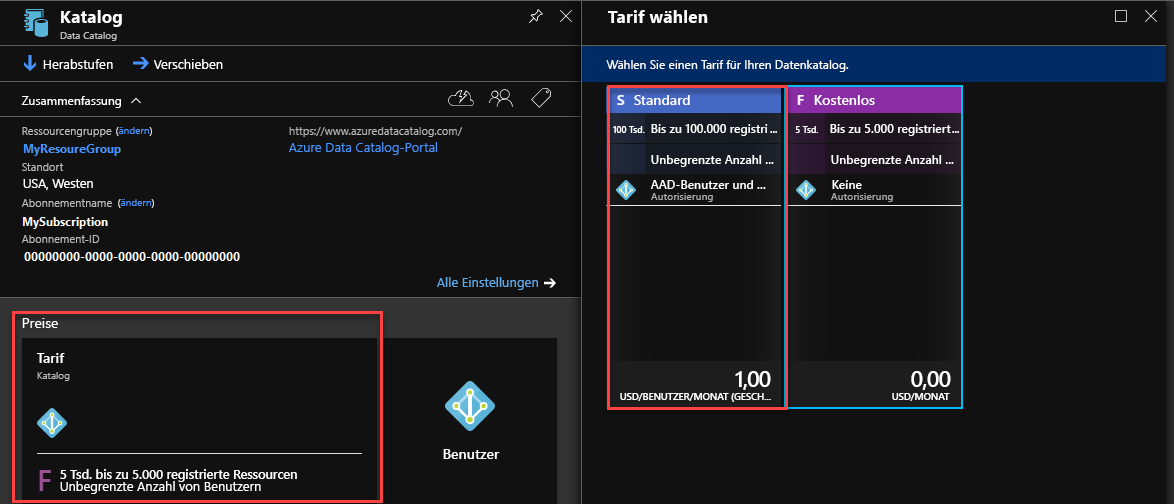 Katalog
Data Catalog
Herabstufen
Verschieben
Zusammenfassung
Ressourcengruppe (ändern)
MyResoureGroup
Standort
USA, Westen
Abonnementname (ändern)
MySubscription
Abonnement-ID
00000000-0000-0000-0000-00000000
https://www.azuredatacatalog.com/
Azure Data Catalog-Portal
Alle Einstellungen
Preise
Tarif
Katalog
F
5 Tsd. bis zu 5.000 registrierte Ressourcen
Unbegrenzte Anzahl von Benutzern
Benutzer
Tarif wählen
Wählen Sie einen Tarif für Ihren Datenkatalog.
S Standard
100 Tsd. Bis zu 100.000 registri...
Unbegrenzte Anzahl ...
AAD-Benutzer und ...
Autorisierung
1,00
USD/BENUTZER/MONAT (GESCH...
F Kostenlos
5 Tsd. Bis zu 5.000 registriert...
Unbegrenzte Anzahl ...
Keine
Autorisierung
0,00
USD/MONAT